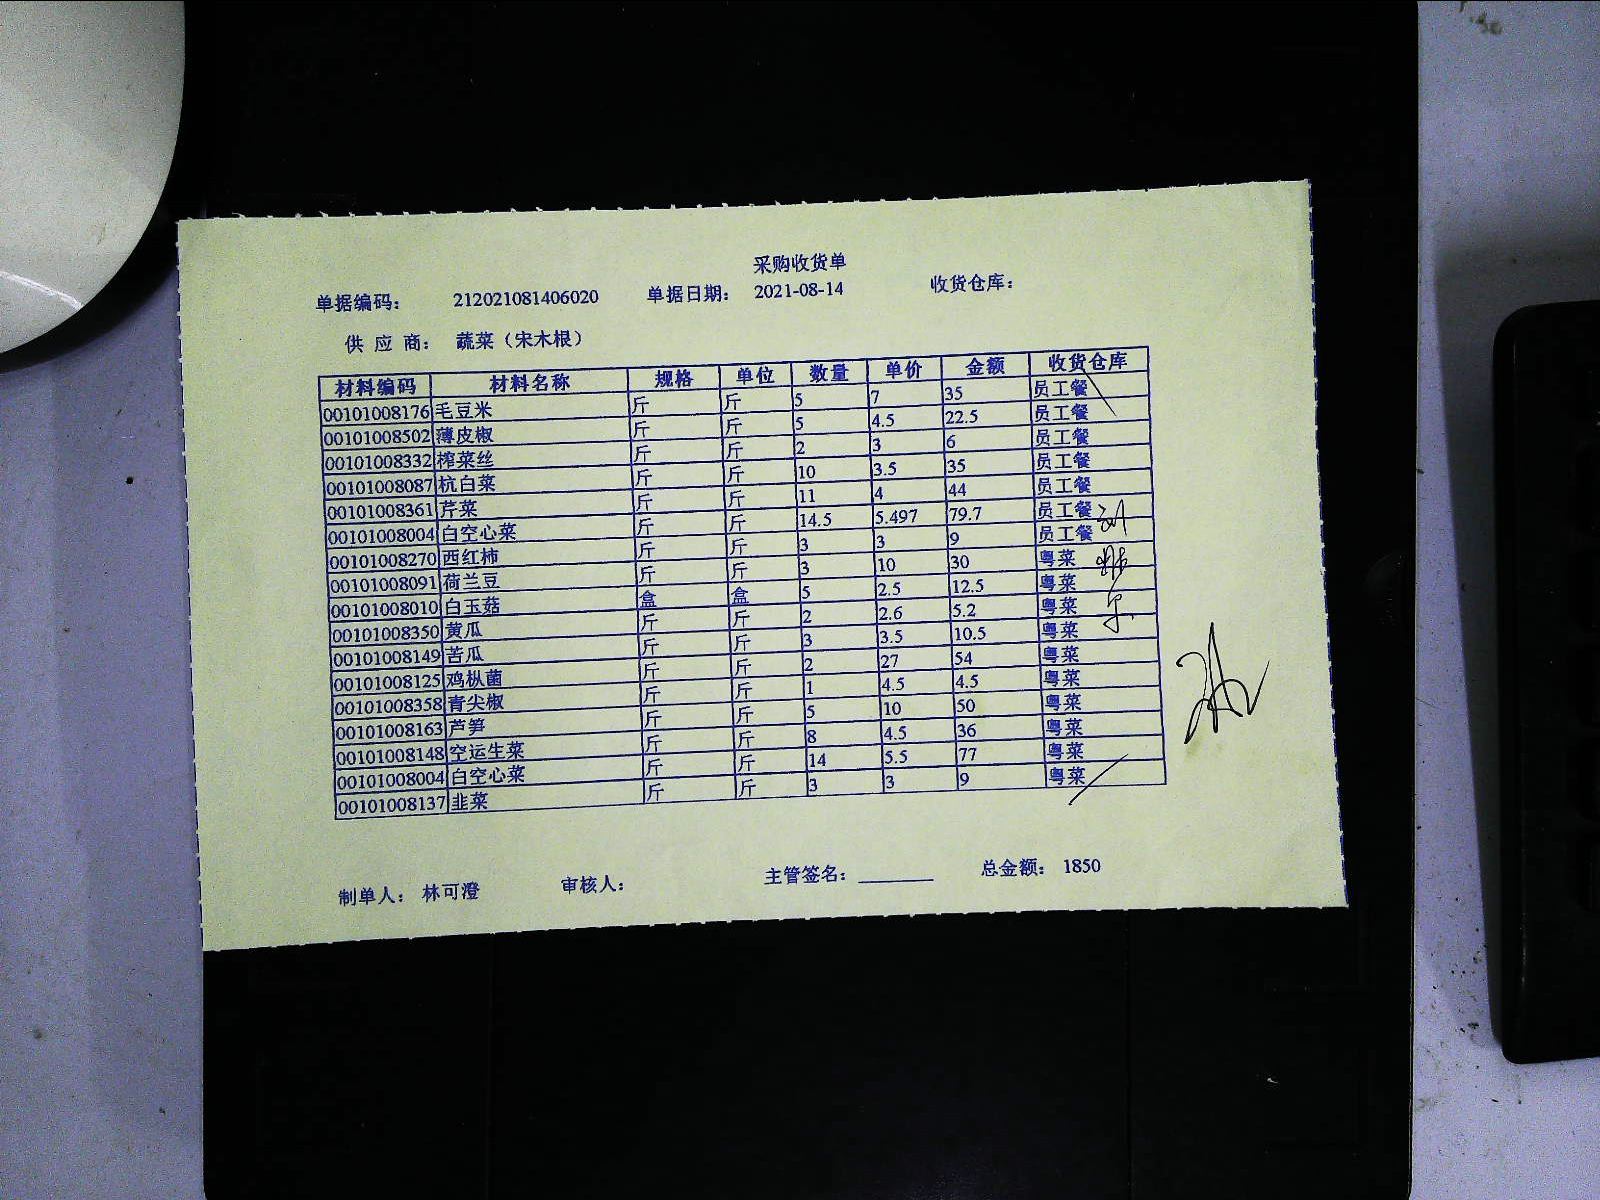 采购收货单
单据编码: 212021081406020 单据日期: 2021-08-14 收货仓库:
供 应 商: 蔬菜（宋木根）
材料编码 材料名称 规格 单位 数量 单价 金额 收货仓库
00101008176 毛豆米 斤 斤 5 7 35 员工餐
00101008502 薄皮椒 斤 斤 5 4.5 22.5 员工餐
00101008332 榨菜丝 斤 斤 2 3 6 员工餐
00101008087 杭白菜 斤 斤 10 3.5 35 员工餐
00101008361 芹菜 斤 斤 11 4 44 员工餐
00101008004 白空心菜 斤 斤 14.5 5.497 79.7 员工餐
00101008270 西红柿 斤 斤 3 3 9 员工餐
00101008091 荷兰豆 斤 斤 3 10 30 粤菜
00101008010 白玉菇 盒 盒 5 2.5 12.5 粤菜
00101008350 黄瓜 斤 斤 2 2.6 5.2 粤菜
00101008149 苦瓜 斤 斤 3 3.5 10.5 粤菜
00101008125 鸡枞菌 斤 斤 2 27 54 粤菜
00101008358 青尖椒 斤 斤 1 4.5 4.5 粤菜
00101008163 芦笋 斤 斤 5 10 50 粤菜
00101008148 空运生菜 斤 斤 8 4.5 36 粤菜
00101008004 白空心菜 斤 斤 14 5.5 77 粤菜
00101008137 韭菜 斤 斤 3 3 9 粤菜
制单人: 林可澄 审核人: 主管签名: 总金额: 1850